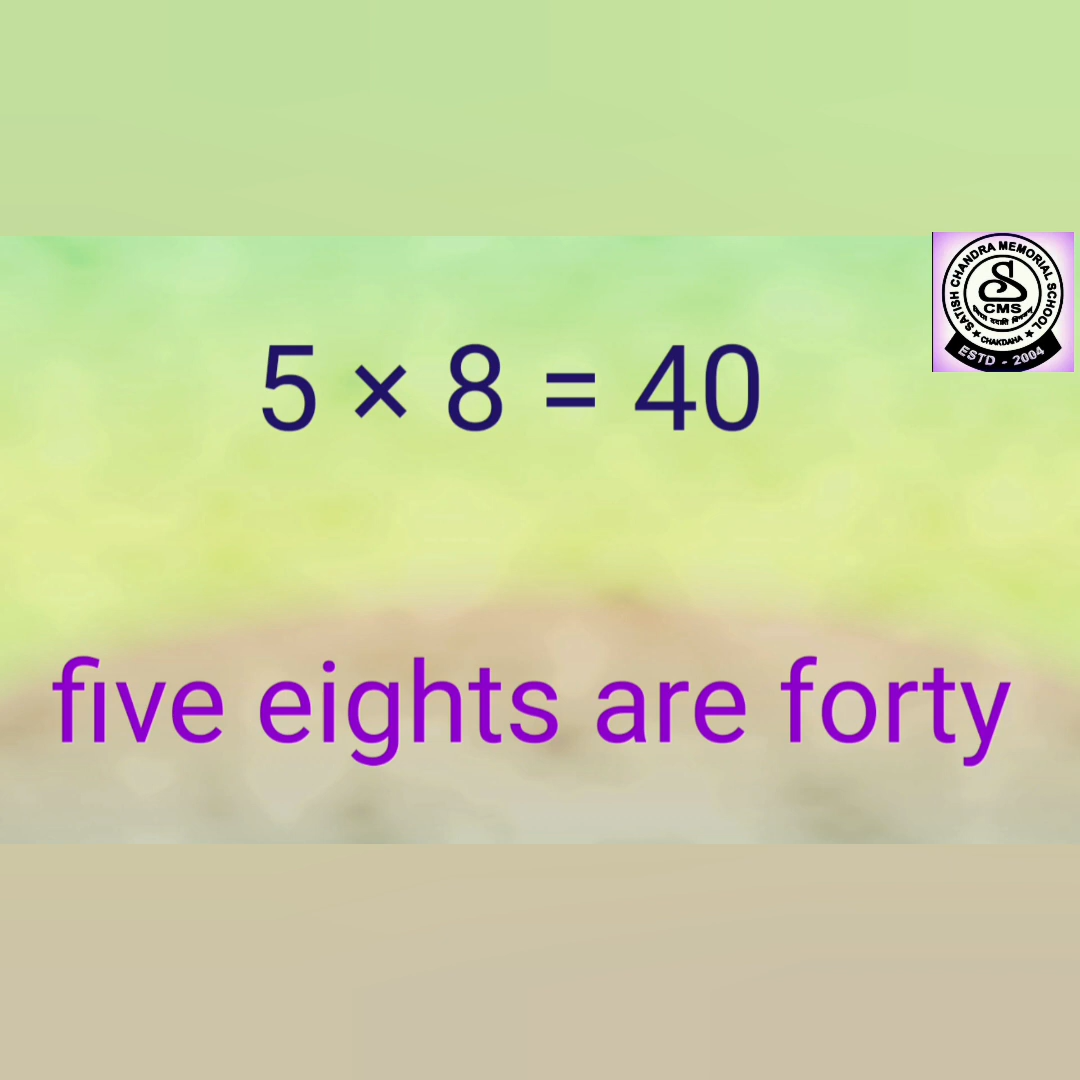 5 × 8 = 40
five eights are forty
SATISH CHANDRA MEMORIAL SCHOOL
S
CMS
★ CHAKDAHA ★
ESTD - 2004